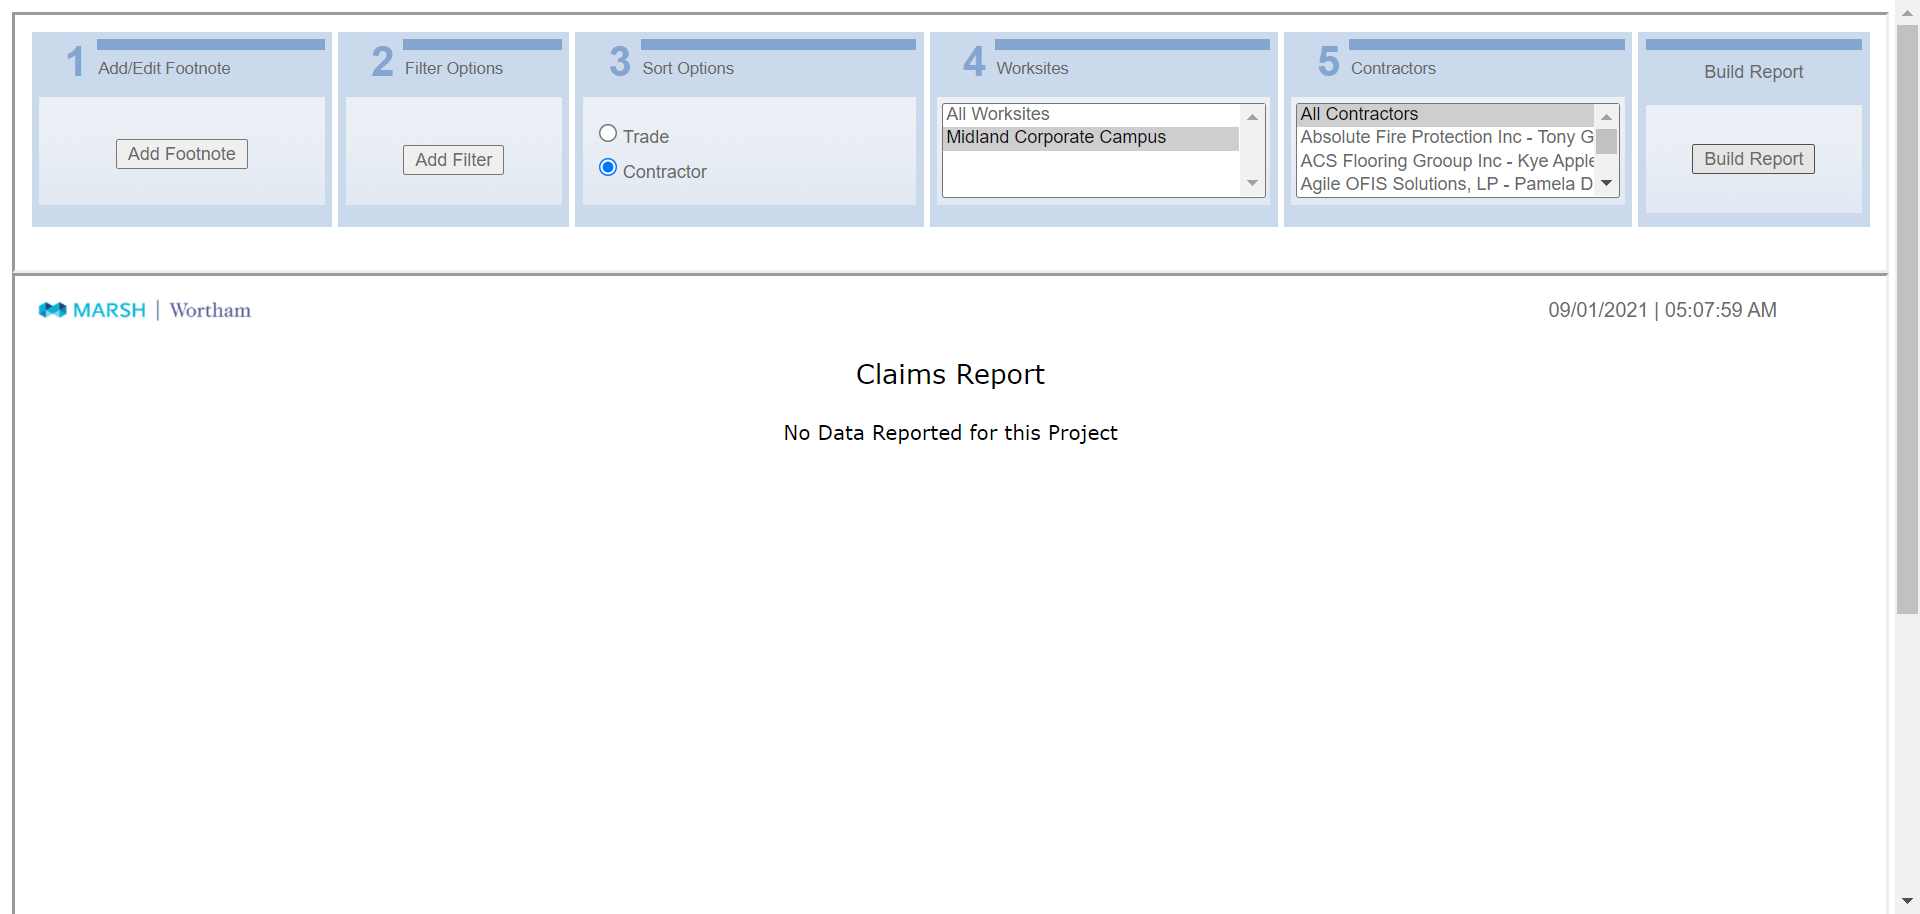 1 Add/Edit Footnote
Add Footnote
2 Filter Options
Add Filter
3 Sort Options
Trade
Contractor
4 Worksites
All Worksites
Midland Corporate Campus
5 Contractors
All Contractors
Absolute Fire Protection Inc - Tony G
ACS Flooring Grooup Inc - Kye Apple
Agile OFIS Solutions, LP - Pamela D
Build Report
Build Report
MARSH | Wortham
09/01/2021 | 05:07:59 AM
Claims Report
No Data Reported for this Project